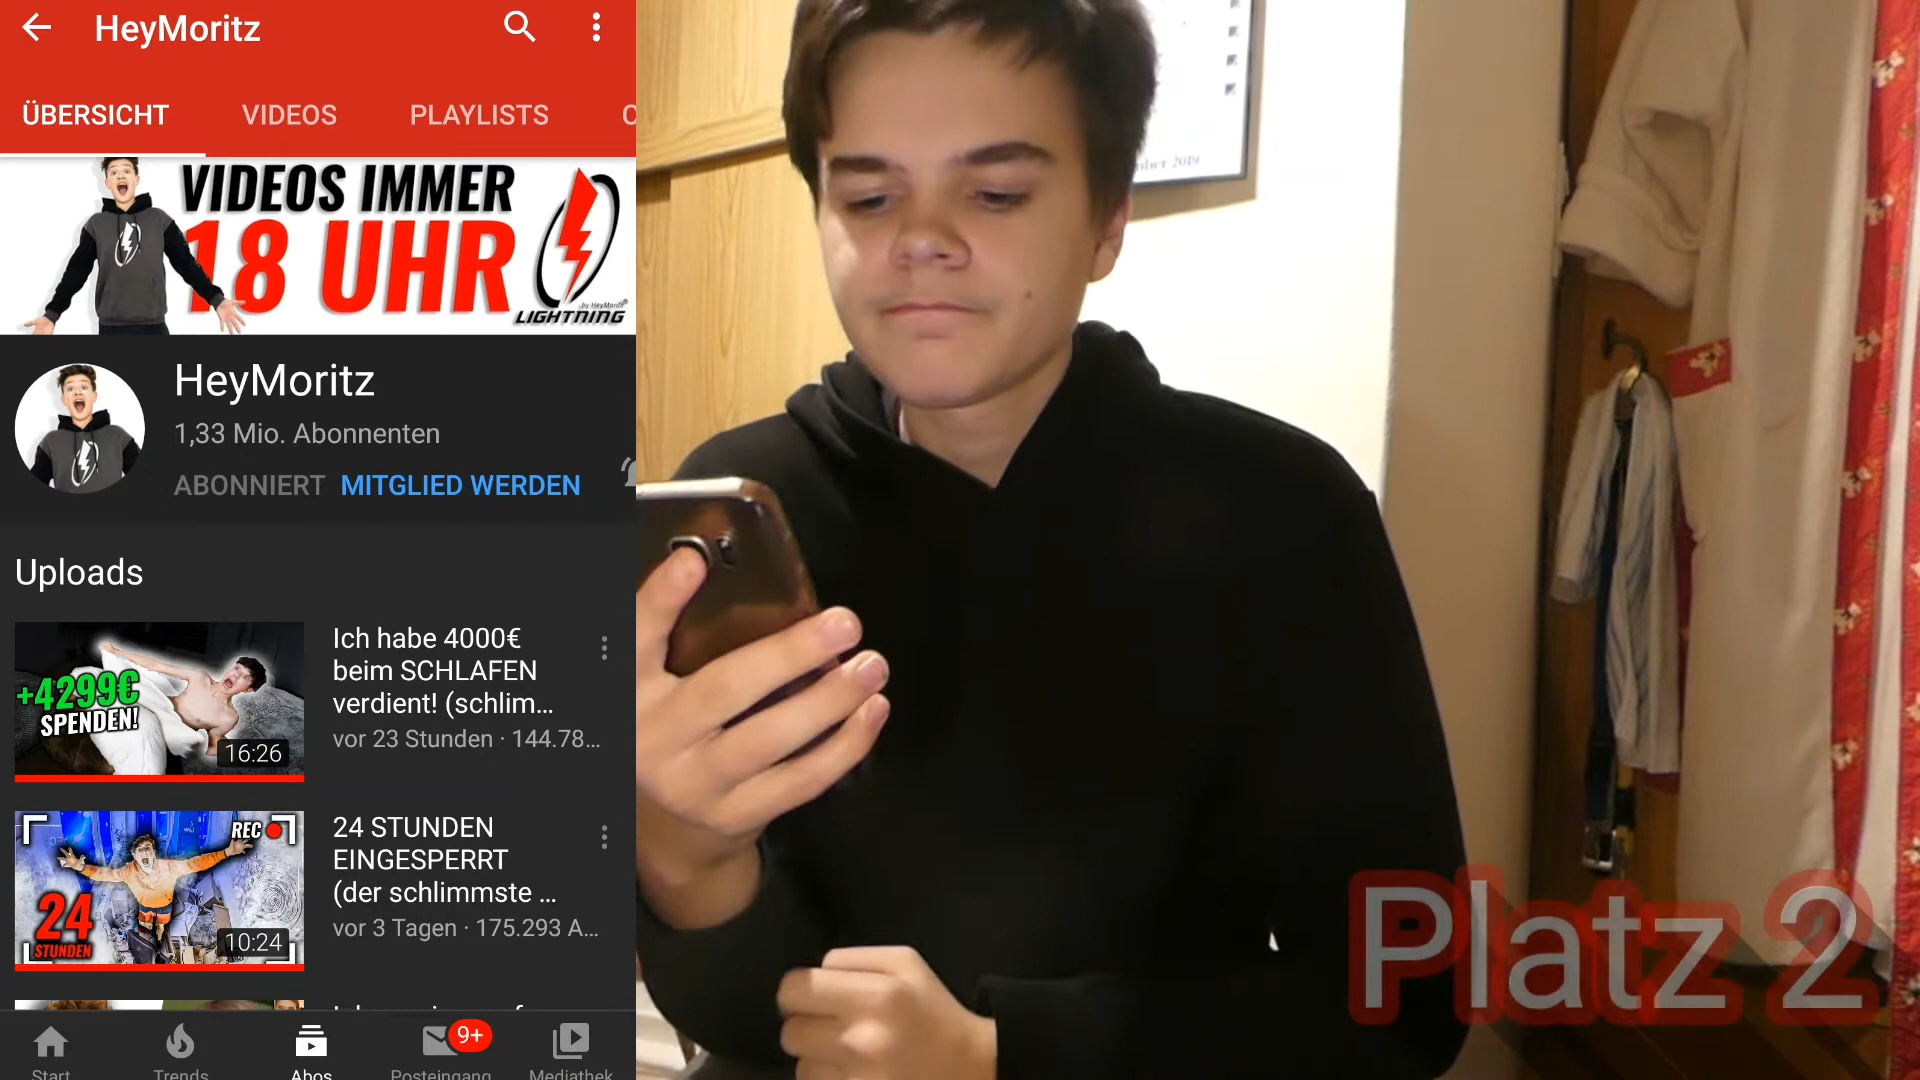 HeyMoritz
ÜBERSICHT
VIDEOS
PLAYLISTS
VIDEOS IMMER
18 UHR
by HeyMoritz
LIGHTNING
HeyMoritz
1,33 Mio. Abonnenten
ABONNIERT
MITGLIED WERDEN
Uploads
+4299€
SPENDEN!
16:26
Ich habe 4000€
beim SCHLAFEN
verdient! (schlim...
vor 23 Stunden · 144.78...
REC
24
STUNDEN
10:24
24 STUNDEN
EINGESPERRT
(der schlimmste ...
vor 3 Tagen · 175.293 A...
Start
Trends
Abos
9+
Posteingang
Mediathek
2019
Platz 2